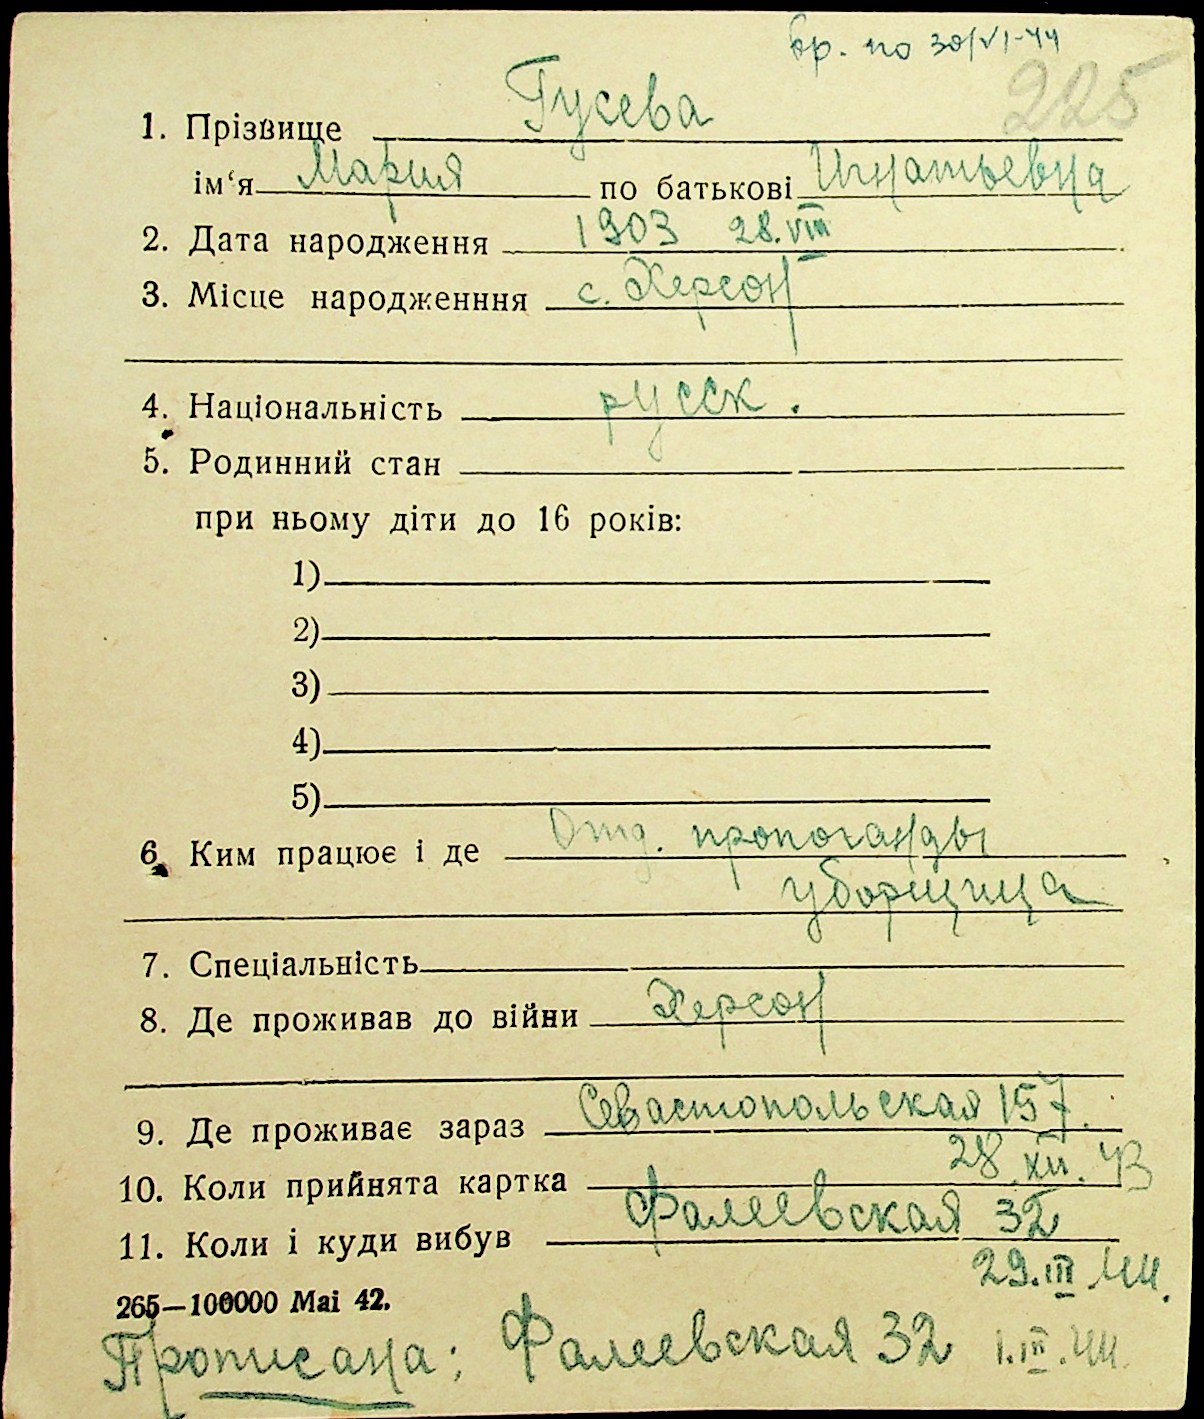 вр. по 30/VI-44
225
1. Прізвище Гусева
ім‘я Мария по батькові Игнатьевна
2. Дата народження 1903 28.VIII
3. Місце народженння с. Херсон
4. Національність русск.
5. Родинний стан
при ньому діти до 16 років:
1)
2)
3)
4)
5)
6. Ким працює і де Отд. пропоганды
уборщица
7. Спеціальність
8. Де проживав до війни Херсон
9. Де проживає зараз Севастопольская 157.
10. Коли прийнята картка 28.XII.43
11. Коли і куди вибув Фалеевская 32
29.III.44.
265—100000 Mai 42.
Прописана: Фалеевская 32 1.III.44.